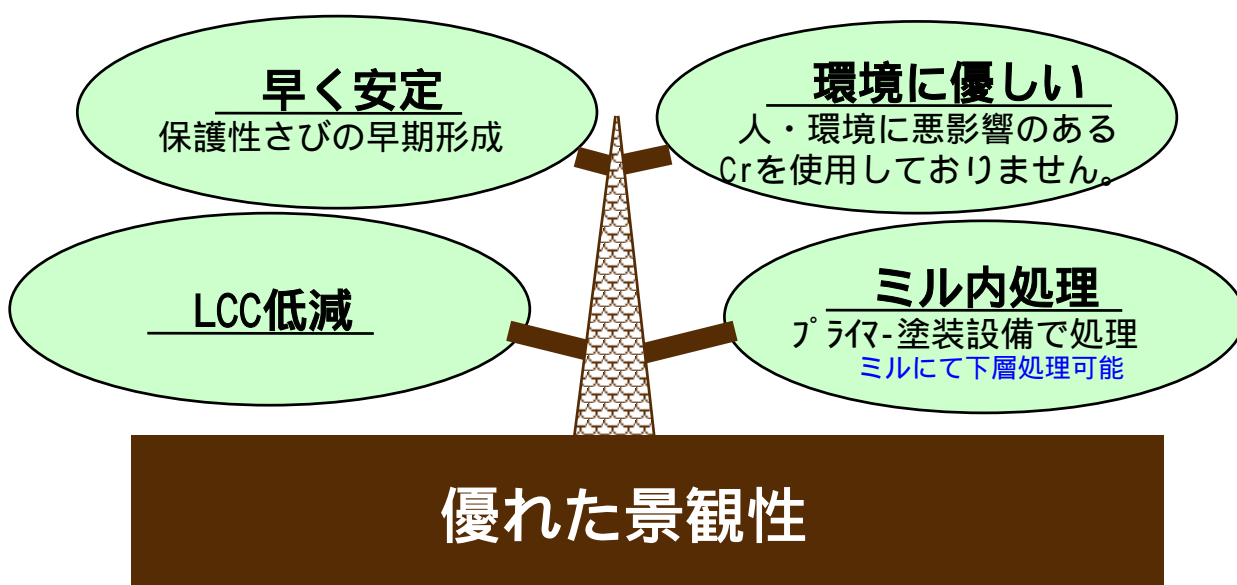 早く安定
保護性さびの早期形成
環境に優しい
人・環境に悪影響のある
Crを使用しておりません。
LCC低減
ミル内処理
プライマ-塗装設備で処理
ミルにて下層処理可能
優れた景観性